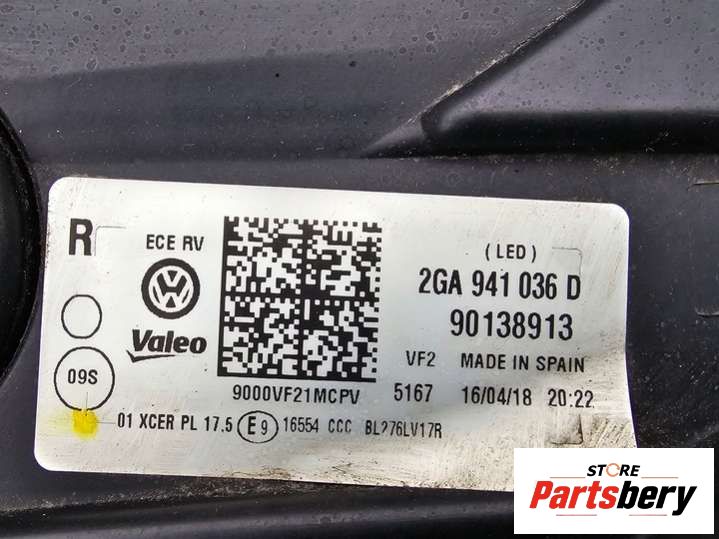 R
ECE RV
Valeo
09S
9000VF21MCPV
(LED)
2GA 941 036 D
90138913
VF2 MADE IN SPAIN
5167 16/04/18 20:22
01 XCER PL 17.5 E9 16554 CCC BL276LV17R
STORE
Partsbery